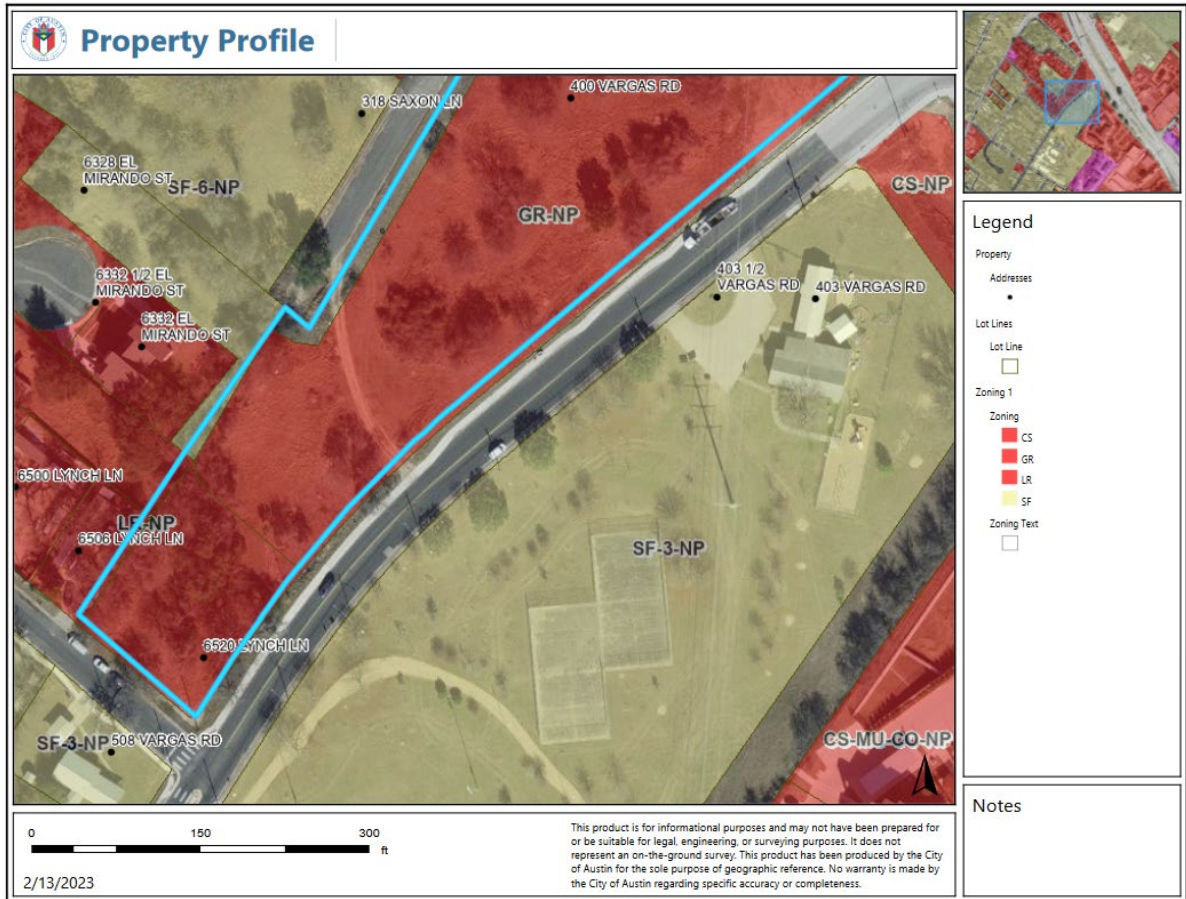 Property Profile
400 VARGAS RD
318 SAXON LN
6328 EL
MIRANDO ST
SF-6-NP
CS-NP
GR-NP
6332 1/2 EL
MIRANDO ST
403 1/2
VARGAS RD
403 VARGAS RD
6332 EL
MIRANDO ST
6500 LYNCH LN
LR-NP
6506 LYNCH LN
SF-3-NP
6520 LYNCH LN
SF-3-NP
508 VARGAS RD
CS-MU-CO-NP
Legend
Property
Addresses
Lot Lines
Lot Line
Zoning 1
Zoning
CS
GR
LR
SF
Zoning Text
Notes
0 150 300
ft
2/13/2023
This product is for informational purposes and may not have been prepared for
or be suitable for legal, engineering, or surveying purposes. It does not
represent an on-the-ground survey. This product has been produced by the City
of Austin for the sole purpose of geographic reference. No warranty is made by
the City of Austin regarding specific accuracy or completeness.